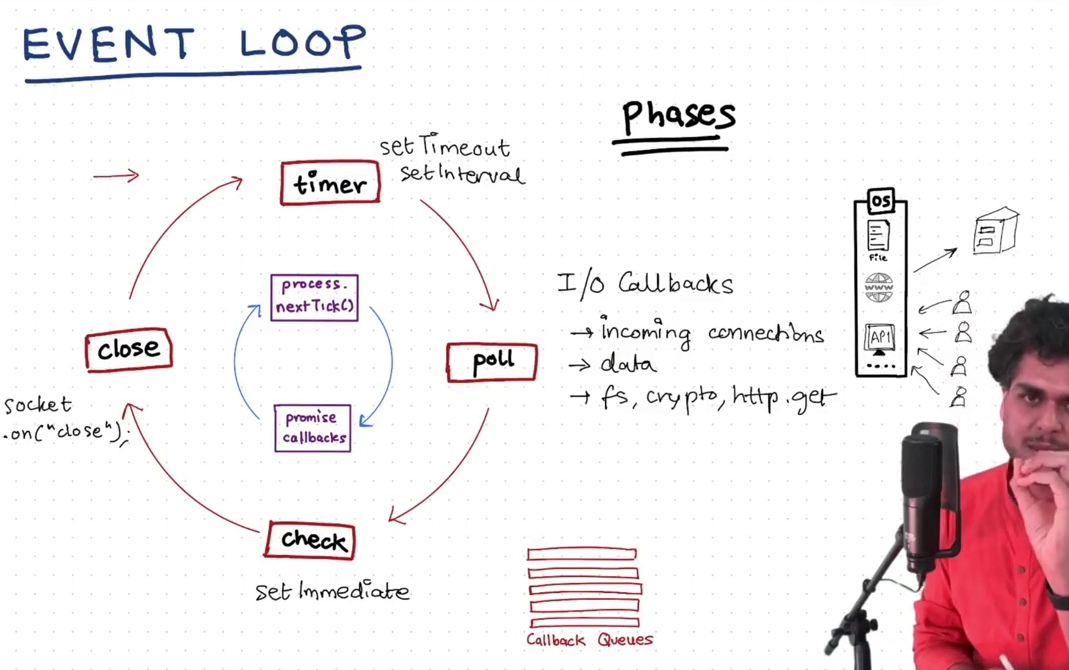 EVENT LOOP
Phases
setTimeout
setInterval
timer
process.
nextTick()
promise
callbacks
close
socket
.on("close");
poll
I/O Callbacks
→ incoming connections
→ data
→ fs, crypto, http.get
check
setImmediate
Callback Queues
OS
File
www
API